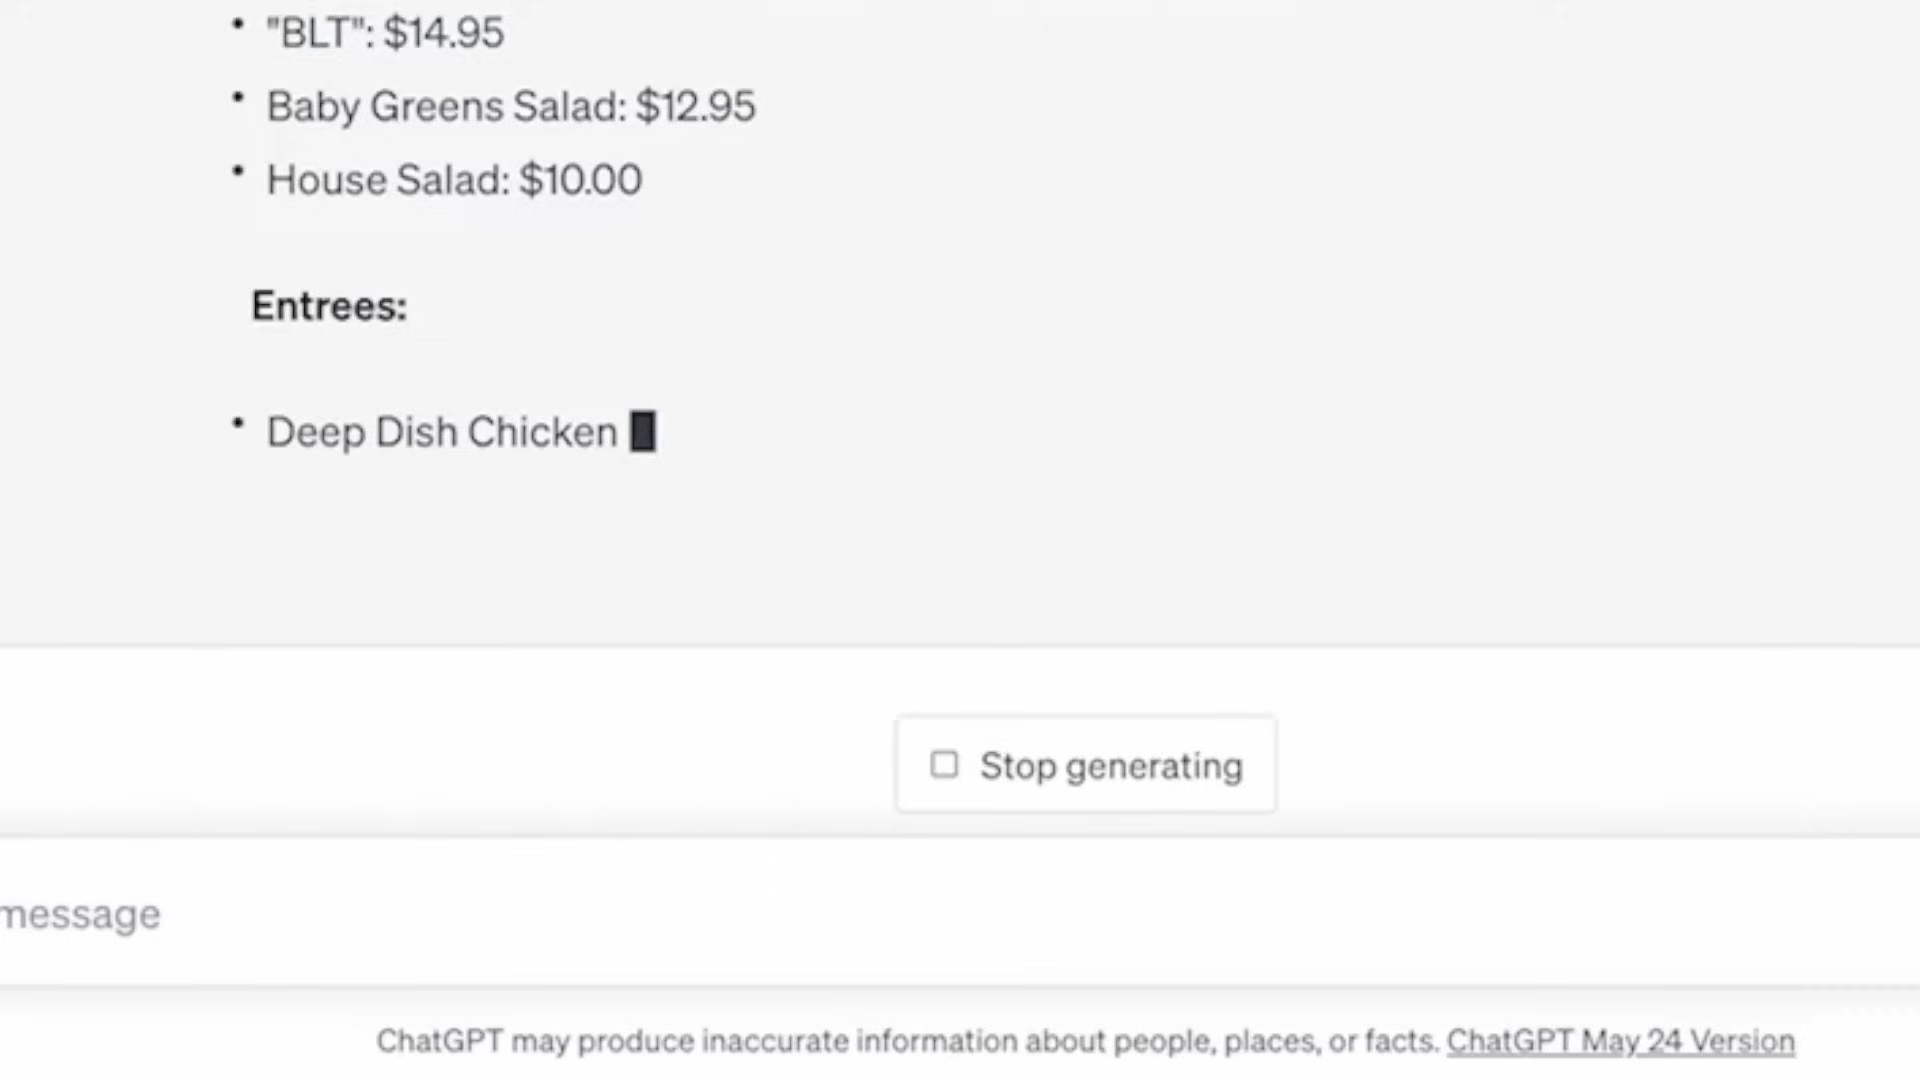 • "BLT": $14.95
• Baby Greens Salad: $12.95
• House Salad: $10.00
Entrees:
• Deep Dish Chicken
Stop generating
message
ChatGPT may produce inaccurate information about people, places, or facts. ChatGPT May 24 Version